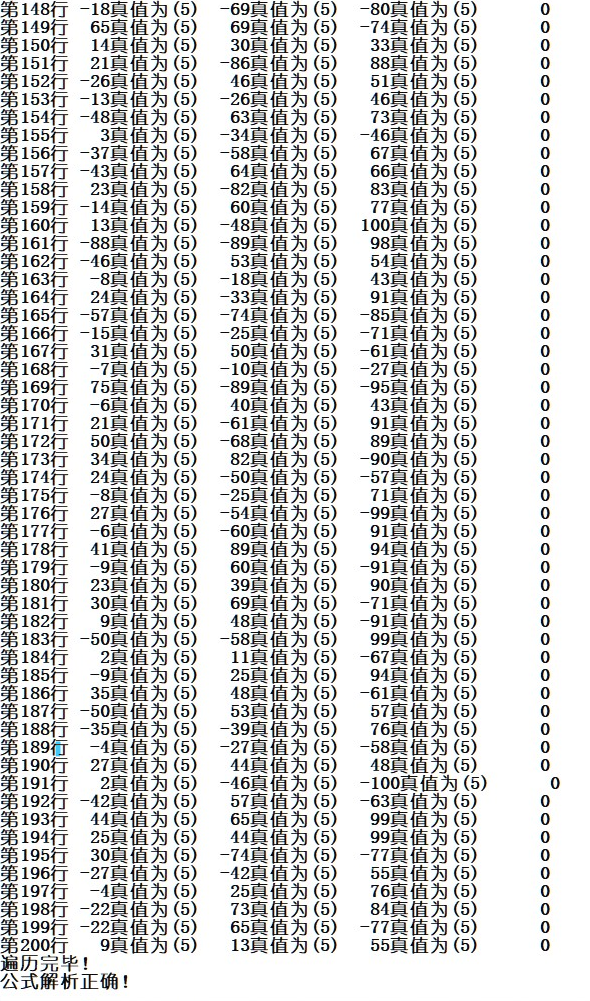 第148行 -18真值为(5) -69真值为(5) -80真值为(5) 0
第149行 65真值为(5) 69真值为(5) -74真值为(5) 0
第150行 14真值为(5) 30真值为(5) 33真值为(5) 0
第151行 21真值为(5) -86真值为(5) 88真值为(5) 0
第152行 -26真值为(5) 46真值为(5) 51真值为(5) 0
第153行 -13真值为(5) -26真值为(5) 46真值为(5) 0
第154行 -48真值为(5) 63真值为(5) 73真值为(5) 0
第155行 3真值为(5) -34真值为(5) -46真值为(5) 0
第156行 -37真值为(5) -58真值为(5) 67真值为(5) 0
第157行 -43真值为(5) 64真值为(5) 66真值为(5) 0
第158行 23真值为(5) -82真值为(5) 83真值为(5) 0
第159行 -14真值为(5) 60真值为(5) 77真值为(5) 0
第160行 13真值为(5) -48真值为(5) 100真值为(5) 0
第161行 -88真值为(5) -89真值为(5) 98真值为(5) 0
第162行 -46真值为(5) 53真值为(5) 54真值为(5) 0
第163行 -8真值为(5) -18真值为(5) 43真值为(5) 0
第164行 24真值为(5) -33真值为(5) 91真值为(5) 0
第165行 -57真值为(5) -74真值为(5) -85真值为(5) 0
第166行 -15真值为(5) -25真值为(5) -71真值为(5) 0
第167行 31真值为(5) 50真值为(5) -61真值为(5) 0
第168行 -7真值为(5) -10真值为(5) -27真值为(5) 0
第169行 75真值为(5) -89真值为(5) -95真值为(5) 0
第170行 -6真值为(5) 40真值为(5) 43真值为(5) 0
第171行 21真值为(5) -61真值为(5) 91真值为(5) 0
第172行 50真值为(5) -68真值为(5) 89真值为(5) 0
第173行 34真值为(5) 82真值为(5) -90真值为(5) 0
第174行 24真值为(5) -50真值为(5) -57真值为(5) 0
第175行 -8真值为(5) -25真值为(5) 71真值为(5) 0
第176行 27真值为(5) -54真值为(5) -99真值为(5) 0
第177行 -6真值为(5) -60真值为(5) 91真值为(5) 0
第178行 41真值为(5) 89真值为(5) 94真值为(5) 0
第179行 -9真值为(5) 60真值为(5) -91真值为(5) 0
第180行 23真值为(5) 39真值为(5) 90真值为(5) 0
第181行 30真值为(5) 69真值为(5) -71真值为(5) 0
第182行 9真值为(5) 48真值为(5) -91真值为(5) 0
第183行 -50真值为(5) -58真值为(5) 99真值为(5) 0
第184行 2真值为(5) 11真值为(5) -67真值为(5) 0
第185行 -9真值为(5) 25真值为(5) 94真值为(5) 0
第186行 35真值为(5) 48真值为(5) -61真值为(5) 0
第187行 -50真值为(5) 53真值为(5) 57真值为(5) 0
第188行 -35真值为(5) -39真值为(5) 76真值为(5) 0
第189行 -4真值为(5) -27真值为(5) -58真值为(5) 0
第190行 27真值为(5) 44真值为(5) 48真值为(5) 0
第191行 2真值为(5) -46真值为(5) -100真值为(5) 0
第192行 -42真值为(5) 57真值为(5) -63真值为(5) 0
第193行 44真值为(5) 65真值为(5) 99真值为(5) 0
第194行 25真值为(5) 44真值为(5) 99真值为(5) 0
第195行 30真值为(5) -74真值为(5) -77真值为(5) 0
第196行 -27真值为(5) -42真值为(5) 55真值为(5) 0
第197行 -4真值为(5) 25真值为(5) 76真值为(5) 0
第198行 -22真值为(5) 73真值为(5) 84真值为(5) 0
第199行 -22真值为(5) 65真值为(5) -77真值为(5) 0
第200行 9真值为(5) 13真值为(5) 55真值为(5) 0
遍历完毕!
公式解析正确!